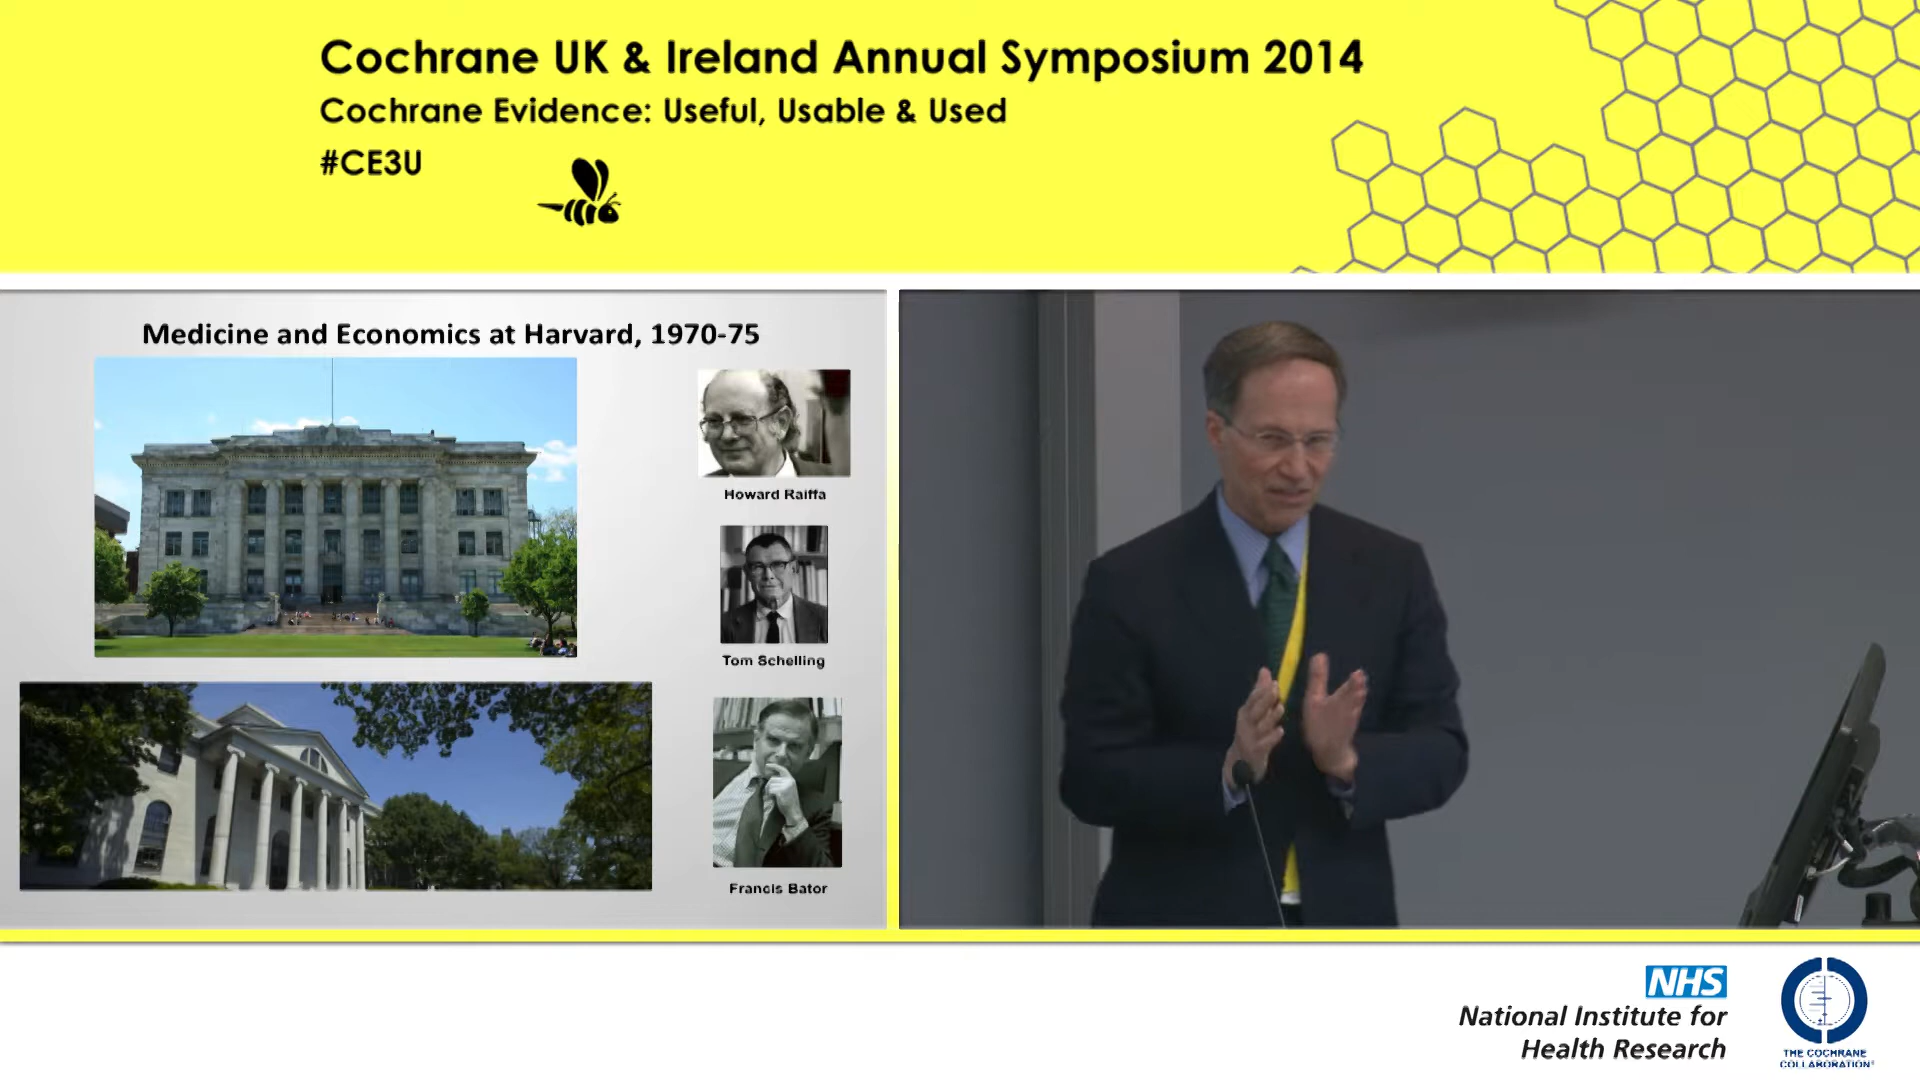 Cochrane UK & Ireland Annual Symposium 2014
Cochrane Evidence: Useful, Usable & Used
#CE3U
Medicine and Economics at Harvard, 1970-75
Howard Raiffa
Tom Schelling
Francis Bator
NHS
National Institute for
Health Research
THE COCHRANE
COLLABORATION®